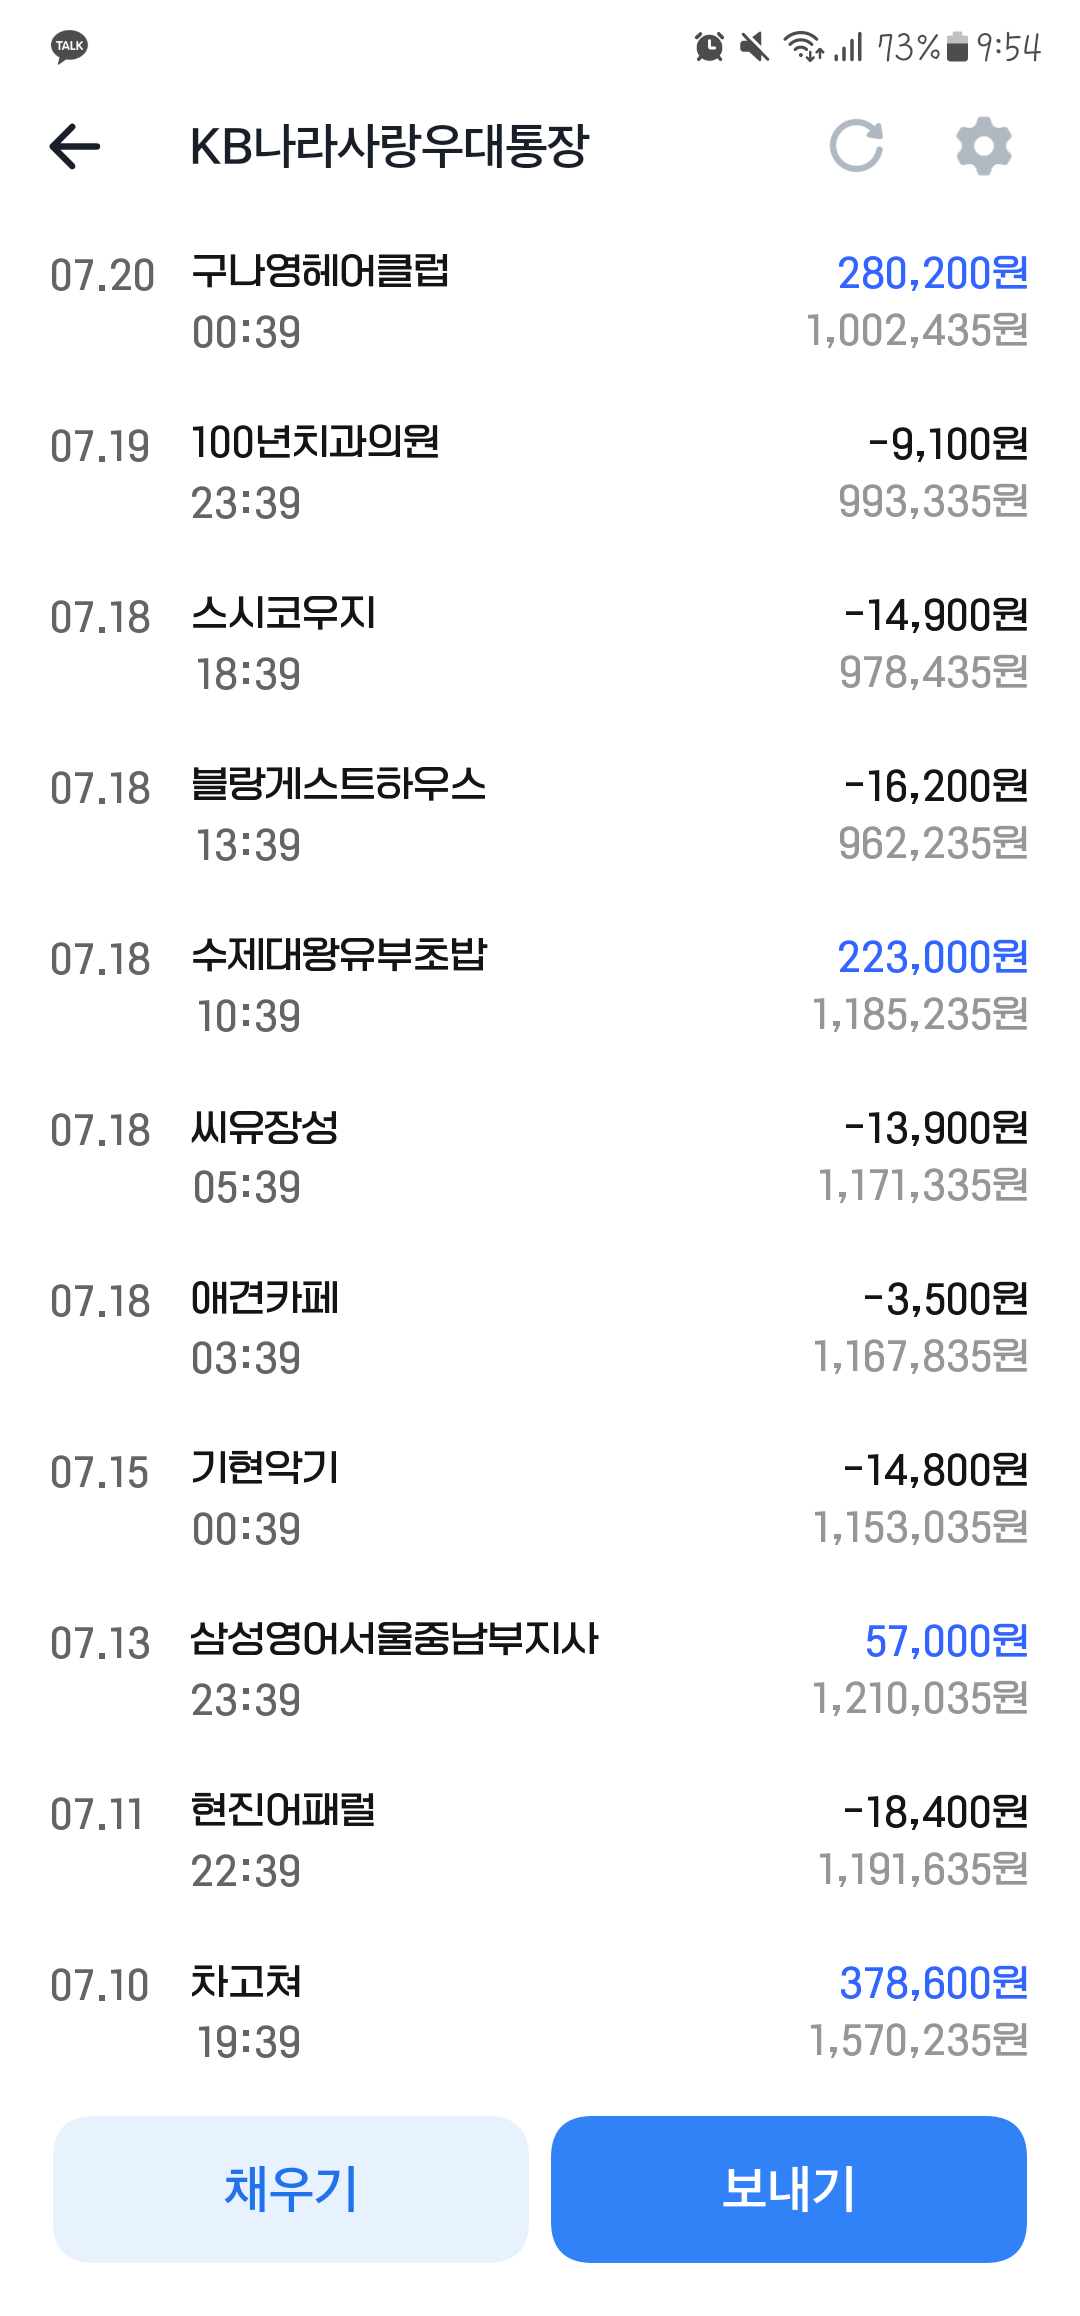 TALK 73% 9:54
KB나라사랑우대통장
07.20 구나영헤어클럽 280,200원
00:39 1,002,435원
07.19 100년치과의원 -9,100원
23:39 993,335원
07.18 스시코우지 -14,900원
18:39 978,435원
07.18 블랑게스트하우스 -16,200원
13:39 962,235원
07.18 수제대왕유부초밥 223,000원
10:39 1,185,235원
07.18 씨유장성 -13,900원
05:39 1,171,335원
07.18 애견카페 -3,500원
03:39 1,167,835원
07.15 기현악기 -14,800원
00:39 1,153,035원
07.13 삼성영어서울중남부지사 57,000원
23:39 1,210,035원
07.11 현진어패럴 -18,400원
22:39 1,191,635원
07.10 차고쳐 378,600원
19:39 1,570,235원
채우기 보내기